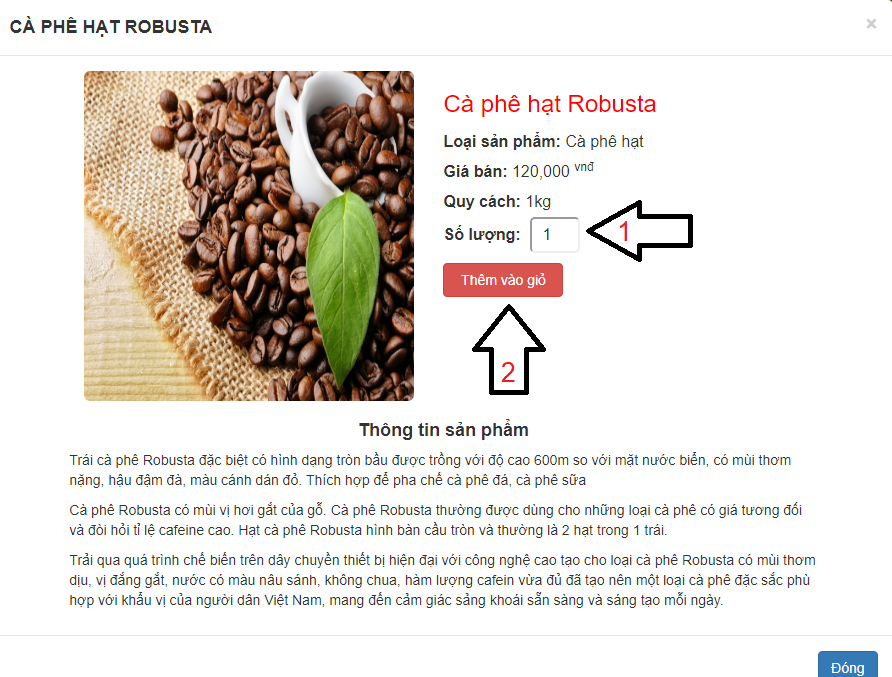 CÀ PHÊ HẠT ROBUSTA
×
Cà phê hạt Robusta
Loại sản phẩm: Cà phê hạt
Giá bán: 120,000 vnđ
Quy cách: 1kg
Số lượng: 1
1
Thêm vào giỏ
2
Thông tin sản phẩm
Trái cà phê Robusta đặc biệt có hình dạng tròn bầu được trồng với độ cao 600m so với mặt nước biển, có mùi thơm
nặng, hậu đậm đà, màu cánh dán đỏ. Thích hợp để pha chế cà phê đá, cà phê sữa
Cà phê Robusta có mùi vị hơi gắt của gỗ. Cà phê Robusta thường được dùng cho những loại cà phê có giá tương đối
và đòi hỏi tỉ lệ cafeine cao. Hạt cà phê Robusta hình bàn cầu tròn và thường là 2 hạt trong 1 trái.
Trải qua quá trình chế biến trên dây chuyền thiết bị hiện đại với công nghệ cao tạo cho loại cà phê Robusta có mùi thơm
dịu, vị đắng gắt, nước có màu nâu sánh, không chua, hàm lượng cafein vừa đủ đã tạo nên một loại cà phê đặc sắc phù
hợp với khẩu vị của người dân Việt Nam, mang đến cảm giác sảng khoái sẵn sàng và sáng tạo mỗi ngày.
Đóng